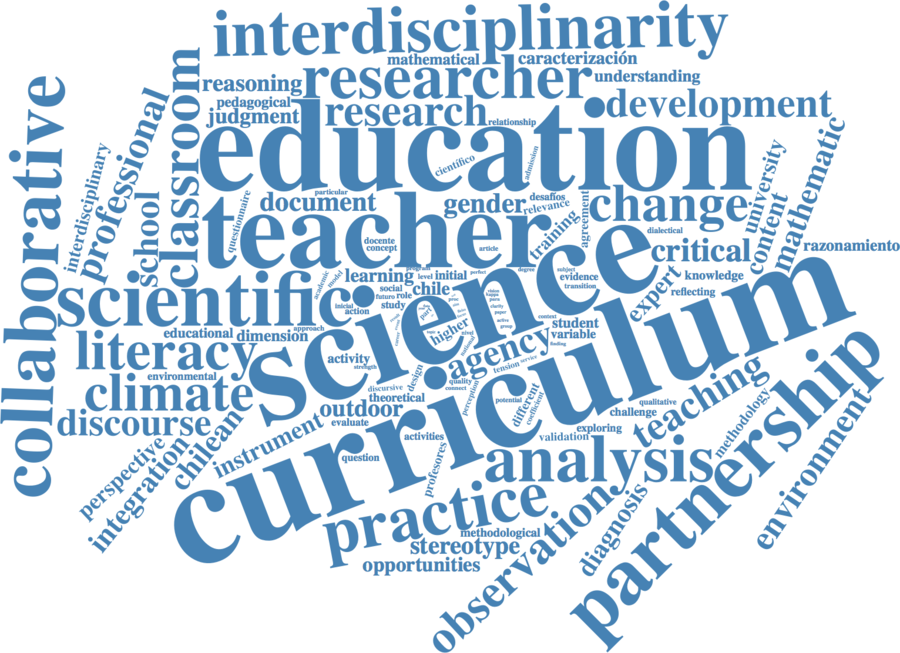 interdisciplinarity
mathematical
caracterización
reasoning
researcher
understanding
pedagogical
research
development
judgment
relationship
collaborative
professional
classroom
education
científico
admission
mathematic
interdisciplinary
school
questionnaire
particular
document
teacher
gender
desafíos
relevance
change
university
content
agreement
training
dialectical
docente
concept
article
critical
razonamiento
scientific
academic
model
learning
program
level
initial
perfect
degree
subject
evidence
transition
expert
knowledge
reflecting
social
future
role
chile
study
inicial
action
science
vision
kappa
clarity
paper
active
group
part
higher
context
student
variable
finding
educational
dimension
approach
literacy
activity
strength
agency
tension
service
curriculum
environmental
climate
discursive
theoretical
design
quality
connect
perception
potential
different
coefficient
qualitative
challenge
teaching
methodology
partnership
discourse
chilean
outdoor
evaluate
instrument
activities
exploring
validation
perspective
integration
question
profesores
analysis
environment
practice
methodological
stereotype
opportunities
observation
diagnosis